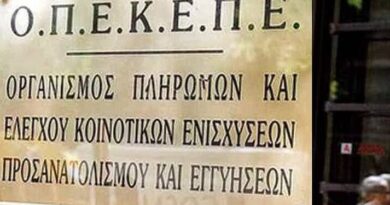 Ο.Π.Ε.Κ.Ε.Π.Ε.
ΟΡΓΑΝΙΣΜΟΣ ΠΛΗΡΩΜΩΝ ΚΑΙ
ΕΛΕΓΧΟΥ ΚΟΙΝΟΤΙΚΩΝ ΕΝΙΣΧΥΣΕΩΝ
ΠΡΟΣΑΝΑΤΟΛΙΣΜΟΥ ΚΑΙ ΕΓΓΥΗΣΕΩΝ